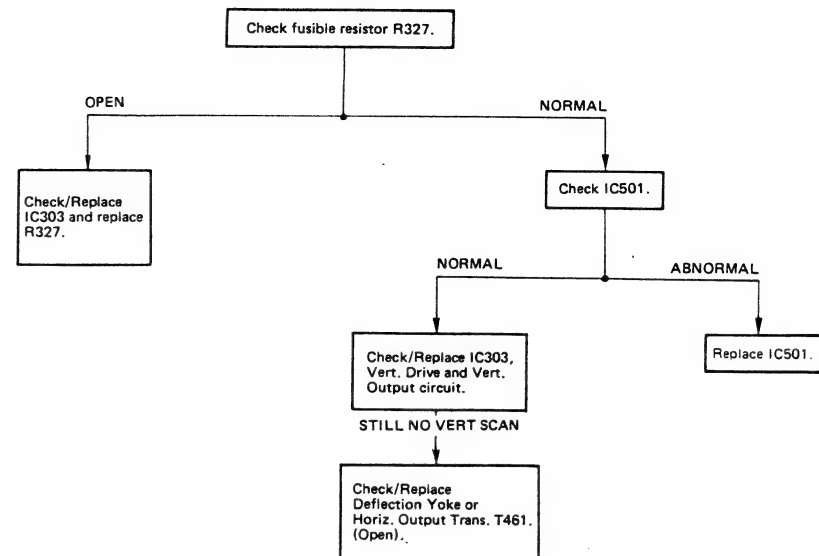 Check fusible resistor R327.
OPEN
NORMAL
Check/Replace
IC303 and replace
R327.
Check IC501.
NORMAL
ABNORMAL
Check/Replace IC303,
Vert. Drive and Vert.
Output circuit.
Replace IC501.
STILL NO VERT SCAN
Check/Replace
Deflection Yoke or
Horiz. Output Trans. T461.
(Open).